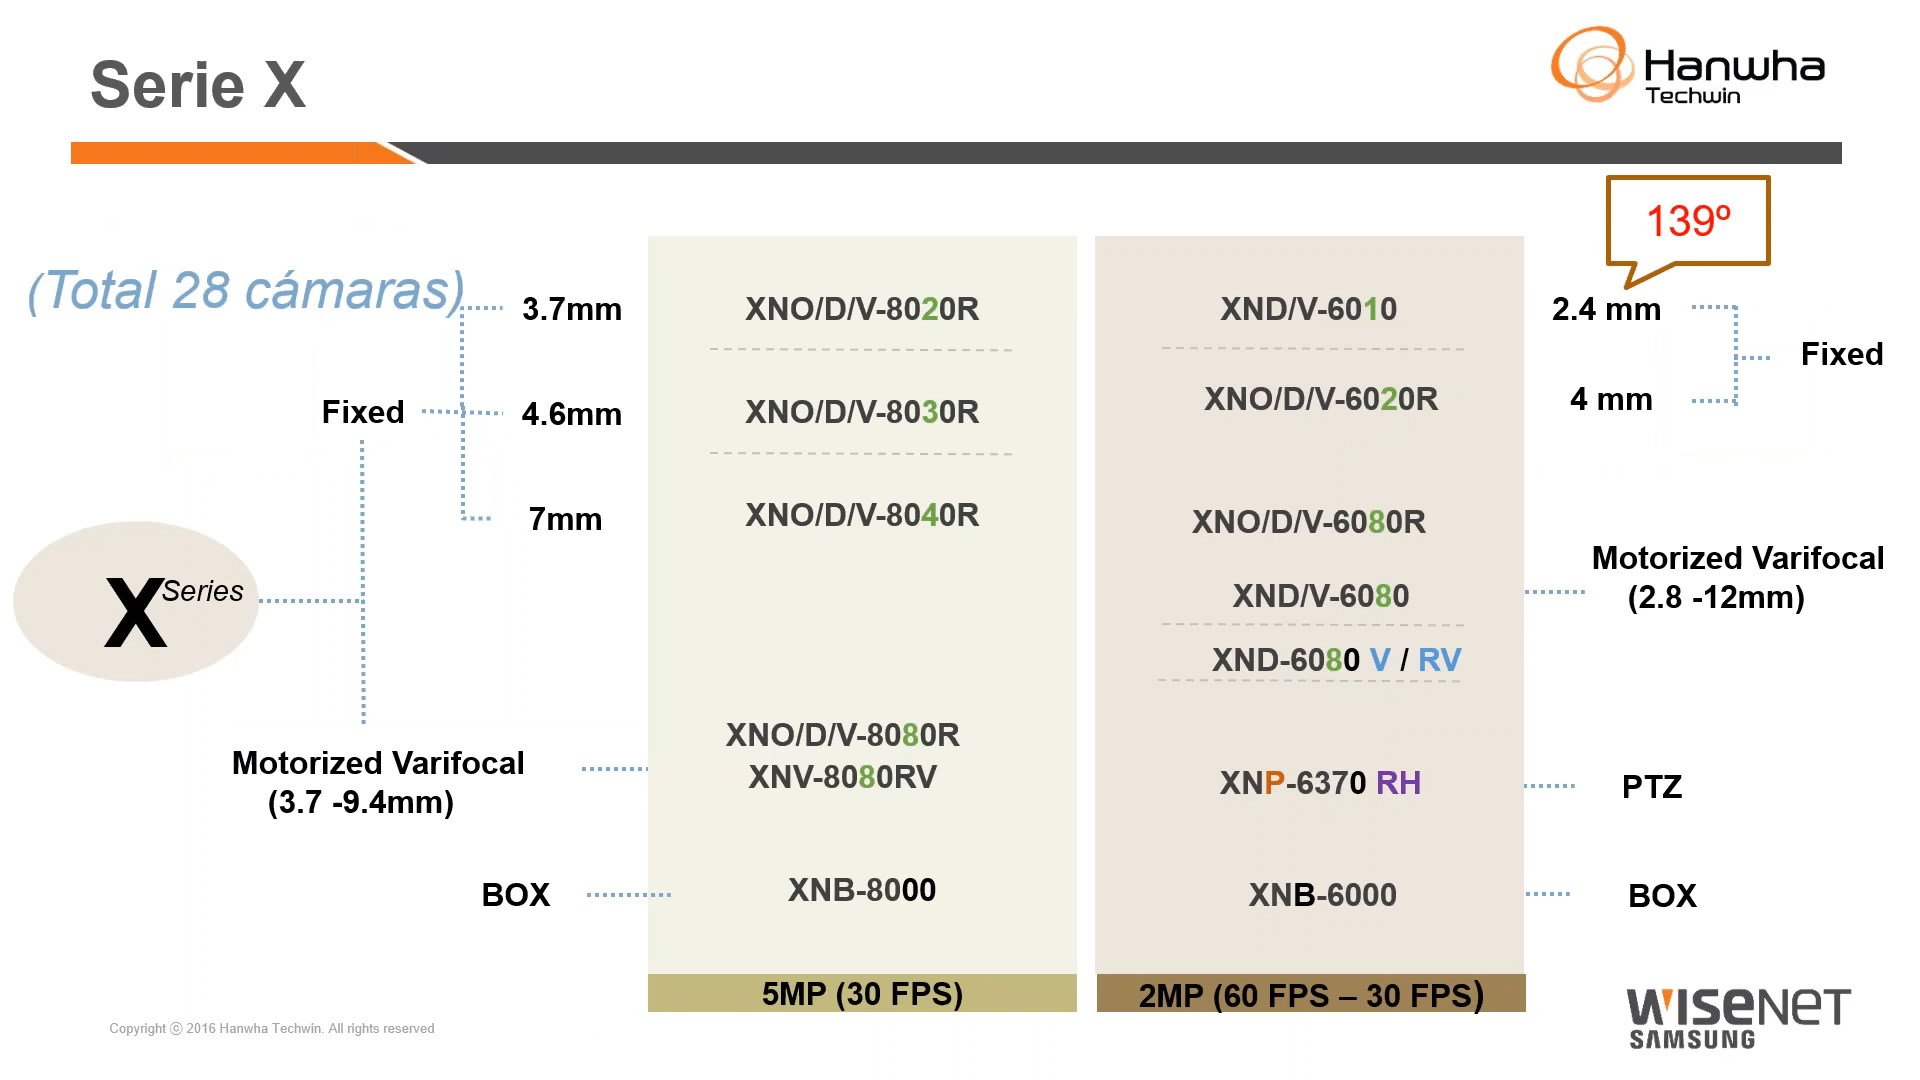 Serie X
Hanwha
Techwin
139º
(Total 28 cámaras)
3.7mm
XNO/D/V-8020R
XND/V-6010
2.4 mm
Fixed
Fixed
4.6mm
XNO/D/V-8030R
XNO/D/V-6020R
4 mm
7mm
XNO/D/V-8040R
XNO/D/V-6080R
X Series
XND/V-6080
Motorized Varifocal
(2.8 -12mm)
XND-6080 V / RV
Motorized Varifocal
(3.7 -9.4mm)
XNO/D/V-8080R
XNV-8080RV
XNP-6370 RH
PTZ
BOX
XNB-8000
XNB-6000
BOX
5MP (30 FPS)
2MP (60 FPS – 30 FPS)
Copyright ⓒ 2016 Hanwha Techwin. All rights reserved
WISENET
SAMSUNG